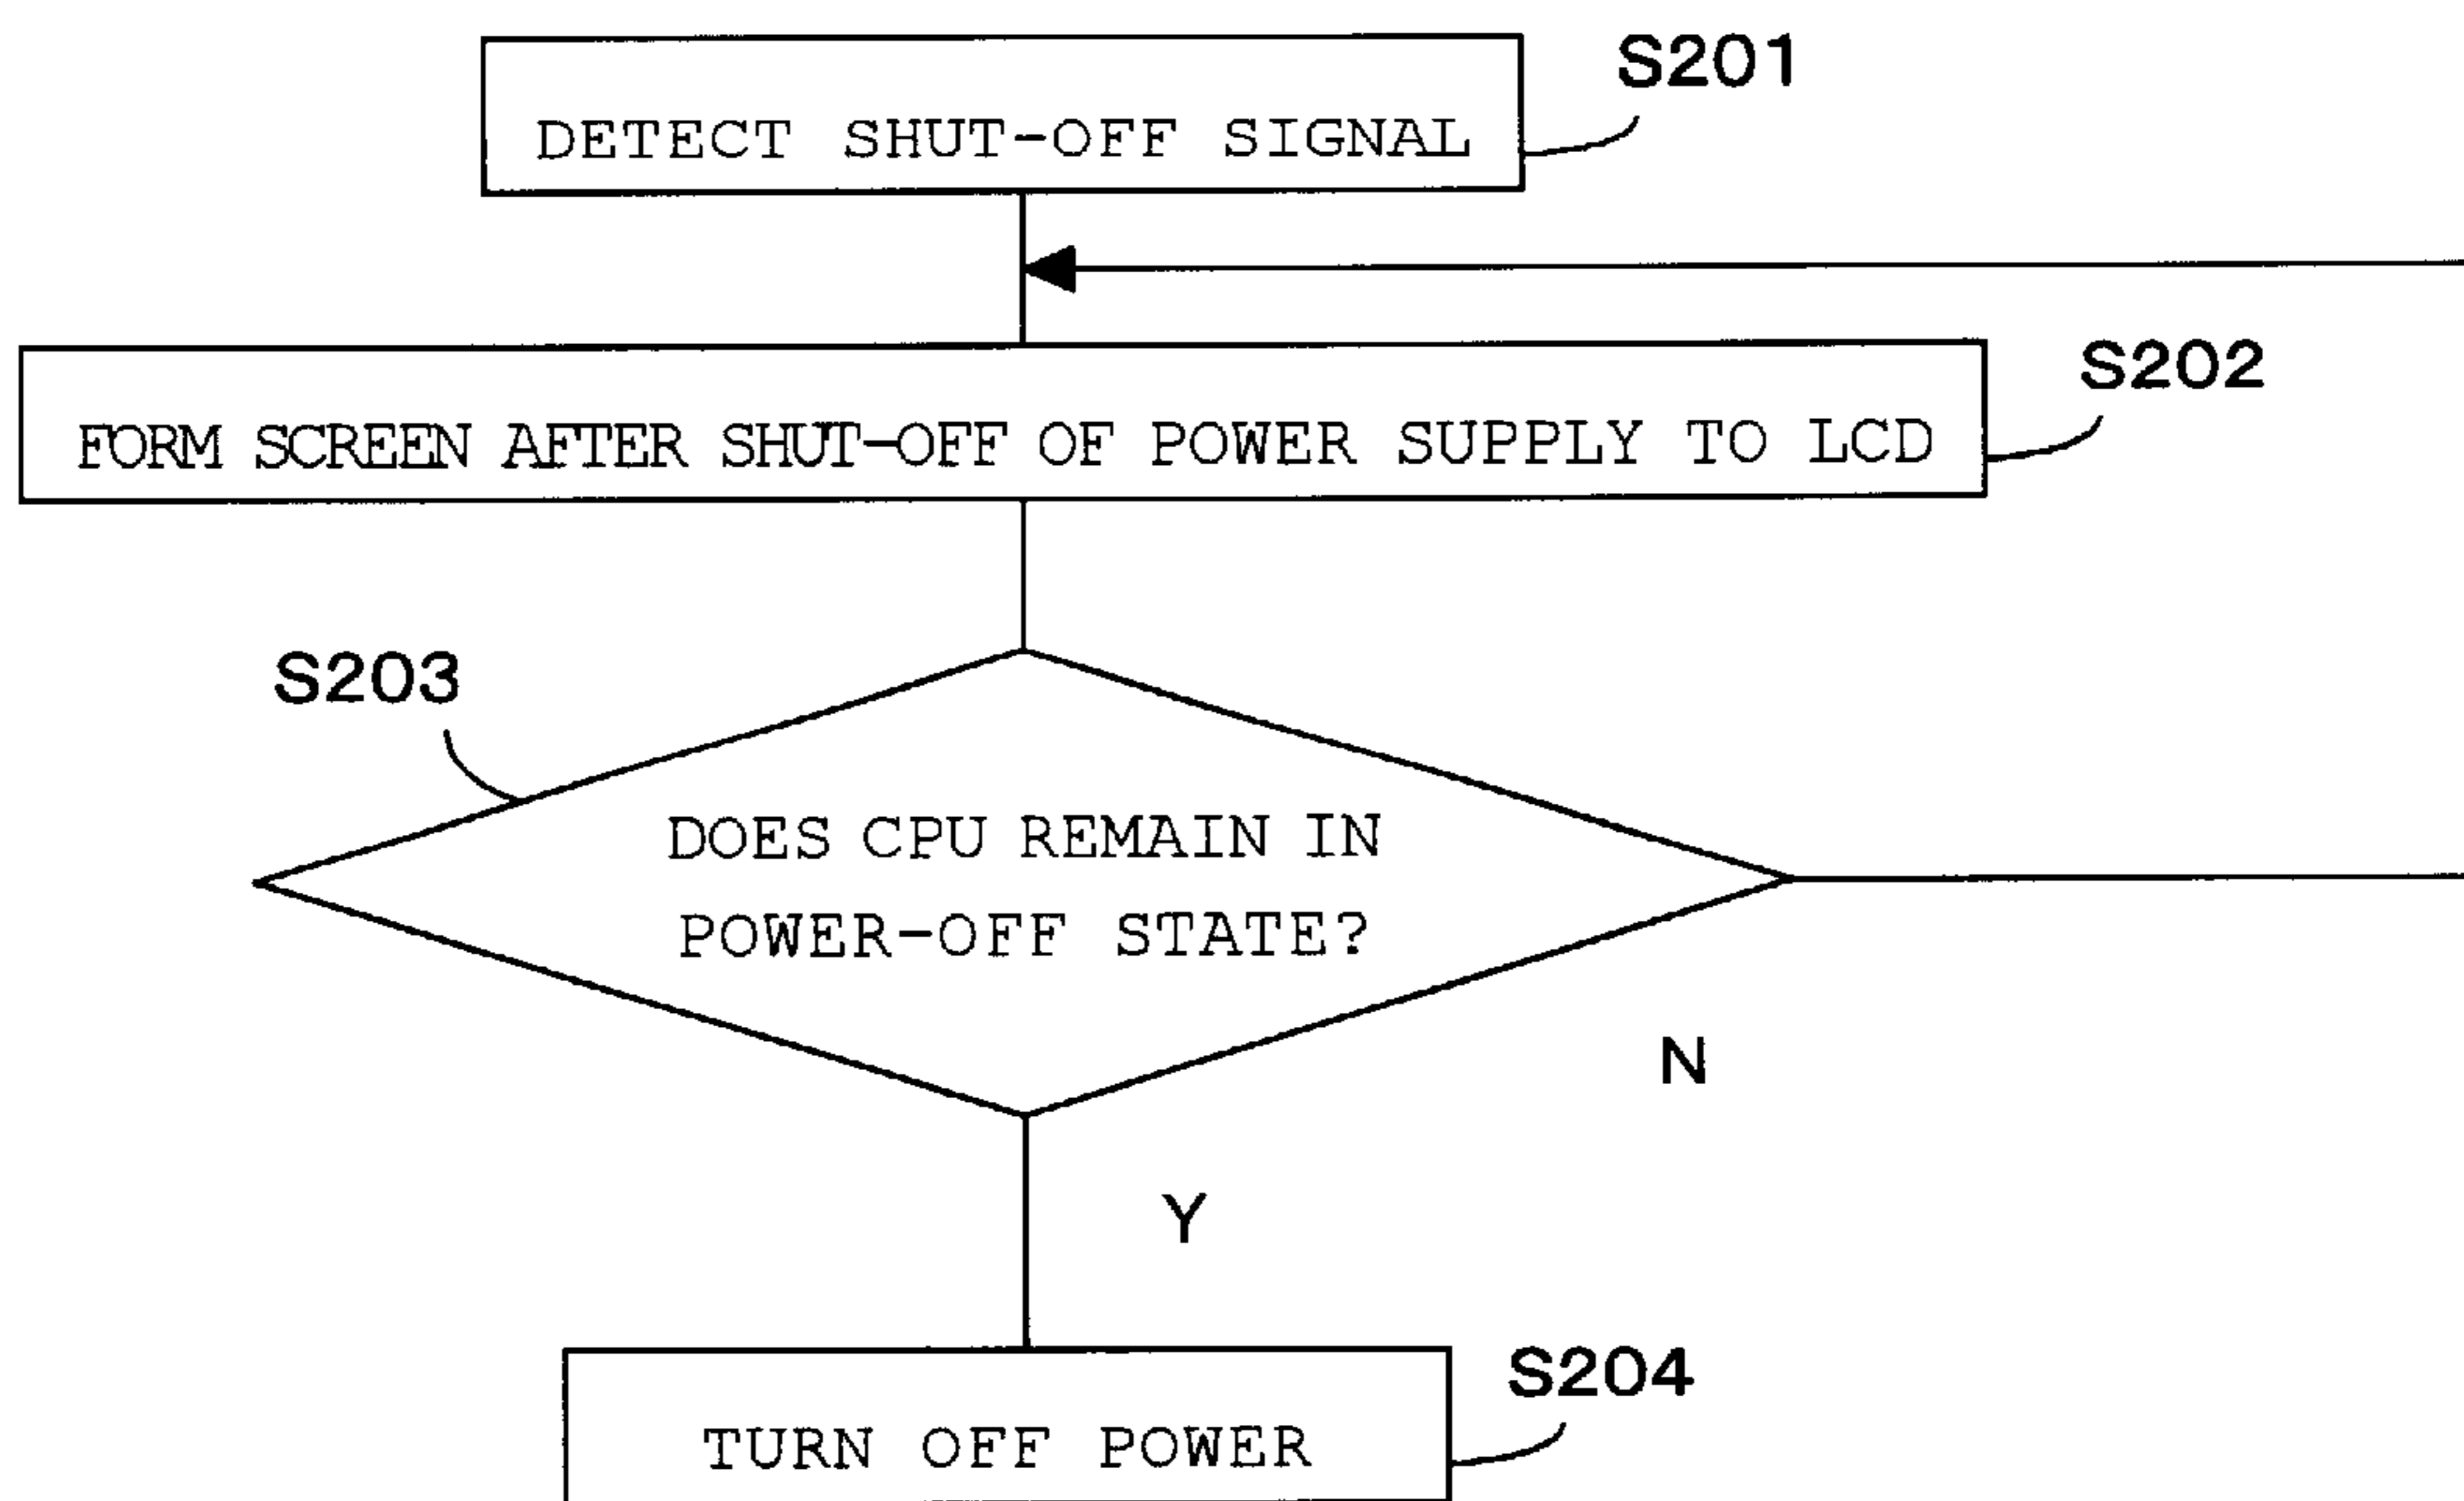 S201
DETECT SHUT-OFF SIGNAL
S202
FORM SCREEN AFTER SHUT-OFF OF POWER SUPPLY TO LCD
S203
DOES CPU REMAIN IN
POWER-OFF STATE?
N
Y
S204
TURN OFF POWER